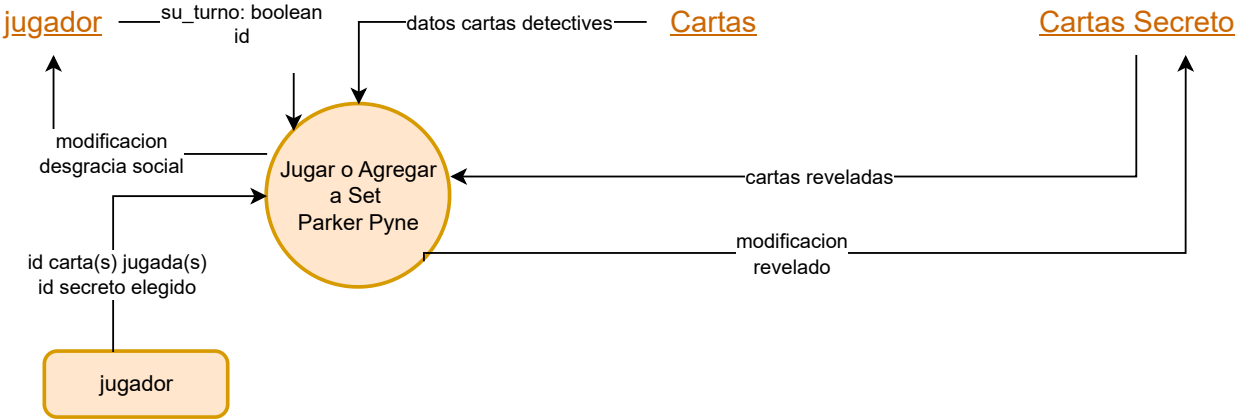 jugador
su_turno: boolean
id
datos cartas detectives
Cartas
Cartas Secreto
modificacion
desgracia social
Jugar o Agregar
a Set
Parker Pyne
cartas reveladas
modificacion
revelado
id carta(s) jugada(s)
id secreto elegido
jugador